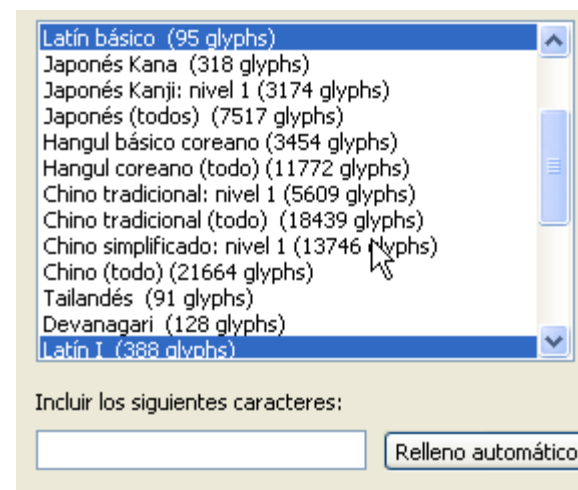 Latín básico (95 glyphs)
Japonés Kana (318 glyphs)
Japonés Kanji: nivel 1 (3174 glyphs)
Japonés (todos) (7517 glyphs)
Hangul básico coreano (3454 glyphs)
Hangul coreano (todo) (11772 glyphs)
Chino tradicional: nivel 1 (5609 glyphs)
Chino tradicional (todo) (18439 glyphs)
Chino simplificado: nivel 1 (13746 glyphs)
Chino (todo) (21664 glyphs)
Tailandés (91 glyphs)
Devanagari (128 glyphs)
Latín I (388 glyphs)
Incluir los siguientes caracteres:
Relleno automático